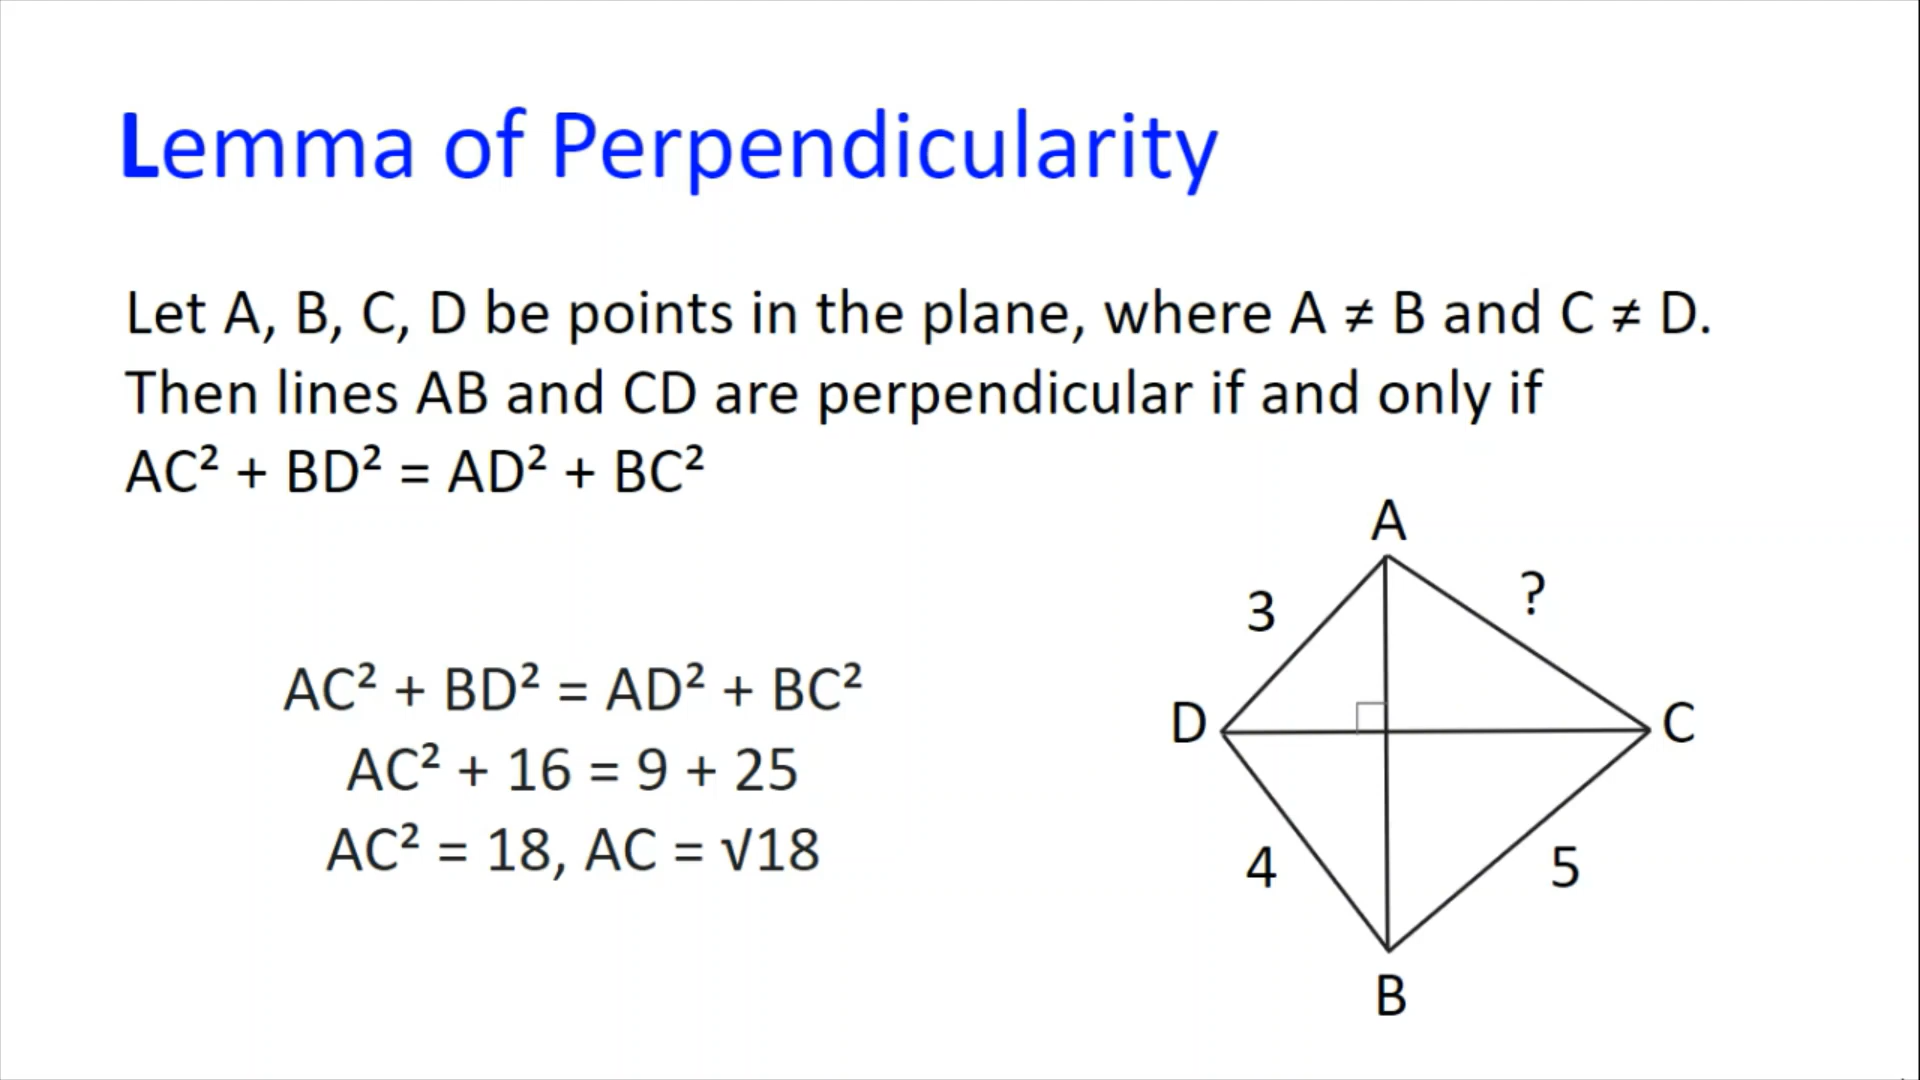 Lemma of Perpendicularity
Let A, B, C, D be points in the plane, where A ≠ B and C ≠ D.
Then lines AB and CD are perpendicular if and only if
AC² + BD² = AD² + BC²
AC² + BD² = AD² + BC²
AC² + 16 = 9 + 25
AC² = 18, AC = √18
A
3
?
D
C
4
5
B